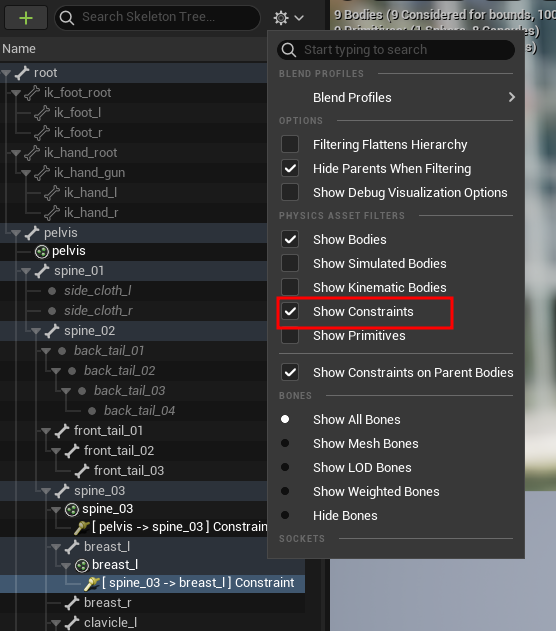 Search Skeleton Tree...
Name
root
ik_foot_root
ik_foot_l
ik_foot_r
ik_hand_root
ik_hand_gun
ik_hand_l
ik_hand_r
pelvis
pelvis
spine_01
side_cloth_l
side_cloth_r
spine_02
back_tail_01
back_tail_02
back_tail_03
back_tail_04
front_tail_01
front_tail_02
front_tail_03
spine_03
spine_03
[ pelvis -> spine_03 ] Constrain
breast_l
breast_l
[ spine_03 -> breast_l ] Constraint
breast_r
clavicle_l
Start typing to search
BLEND PROFILES
Blend Profiles
OPTIONS
Filtering Flattens Hierarchy
Hide Parents When Filtering
Show Debug Visualization Options
PHYSICS ASSET FILTERS
Show Bodies
Show Simulated Bodies
Show Kinematic Bodies
Show Constraints
Show Primitives
Show Constraints on Parent Bodies
BONES
Show All Bones
Show Mesh Bones
Show LOD Bones
Show Weighted Bones
Hide Bones
SOCKETS
9 Bodies (9 Considered for bounds, 100